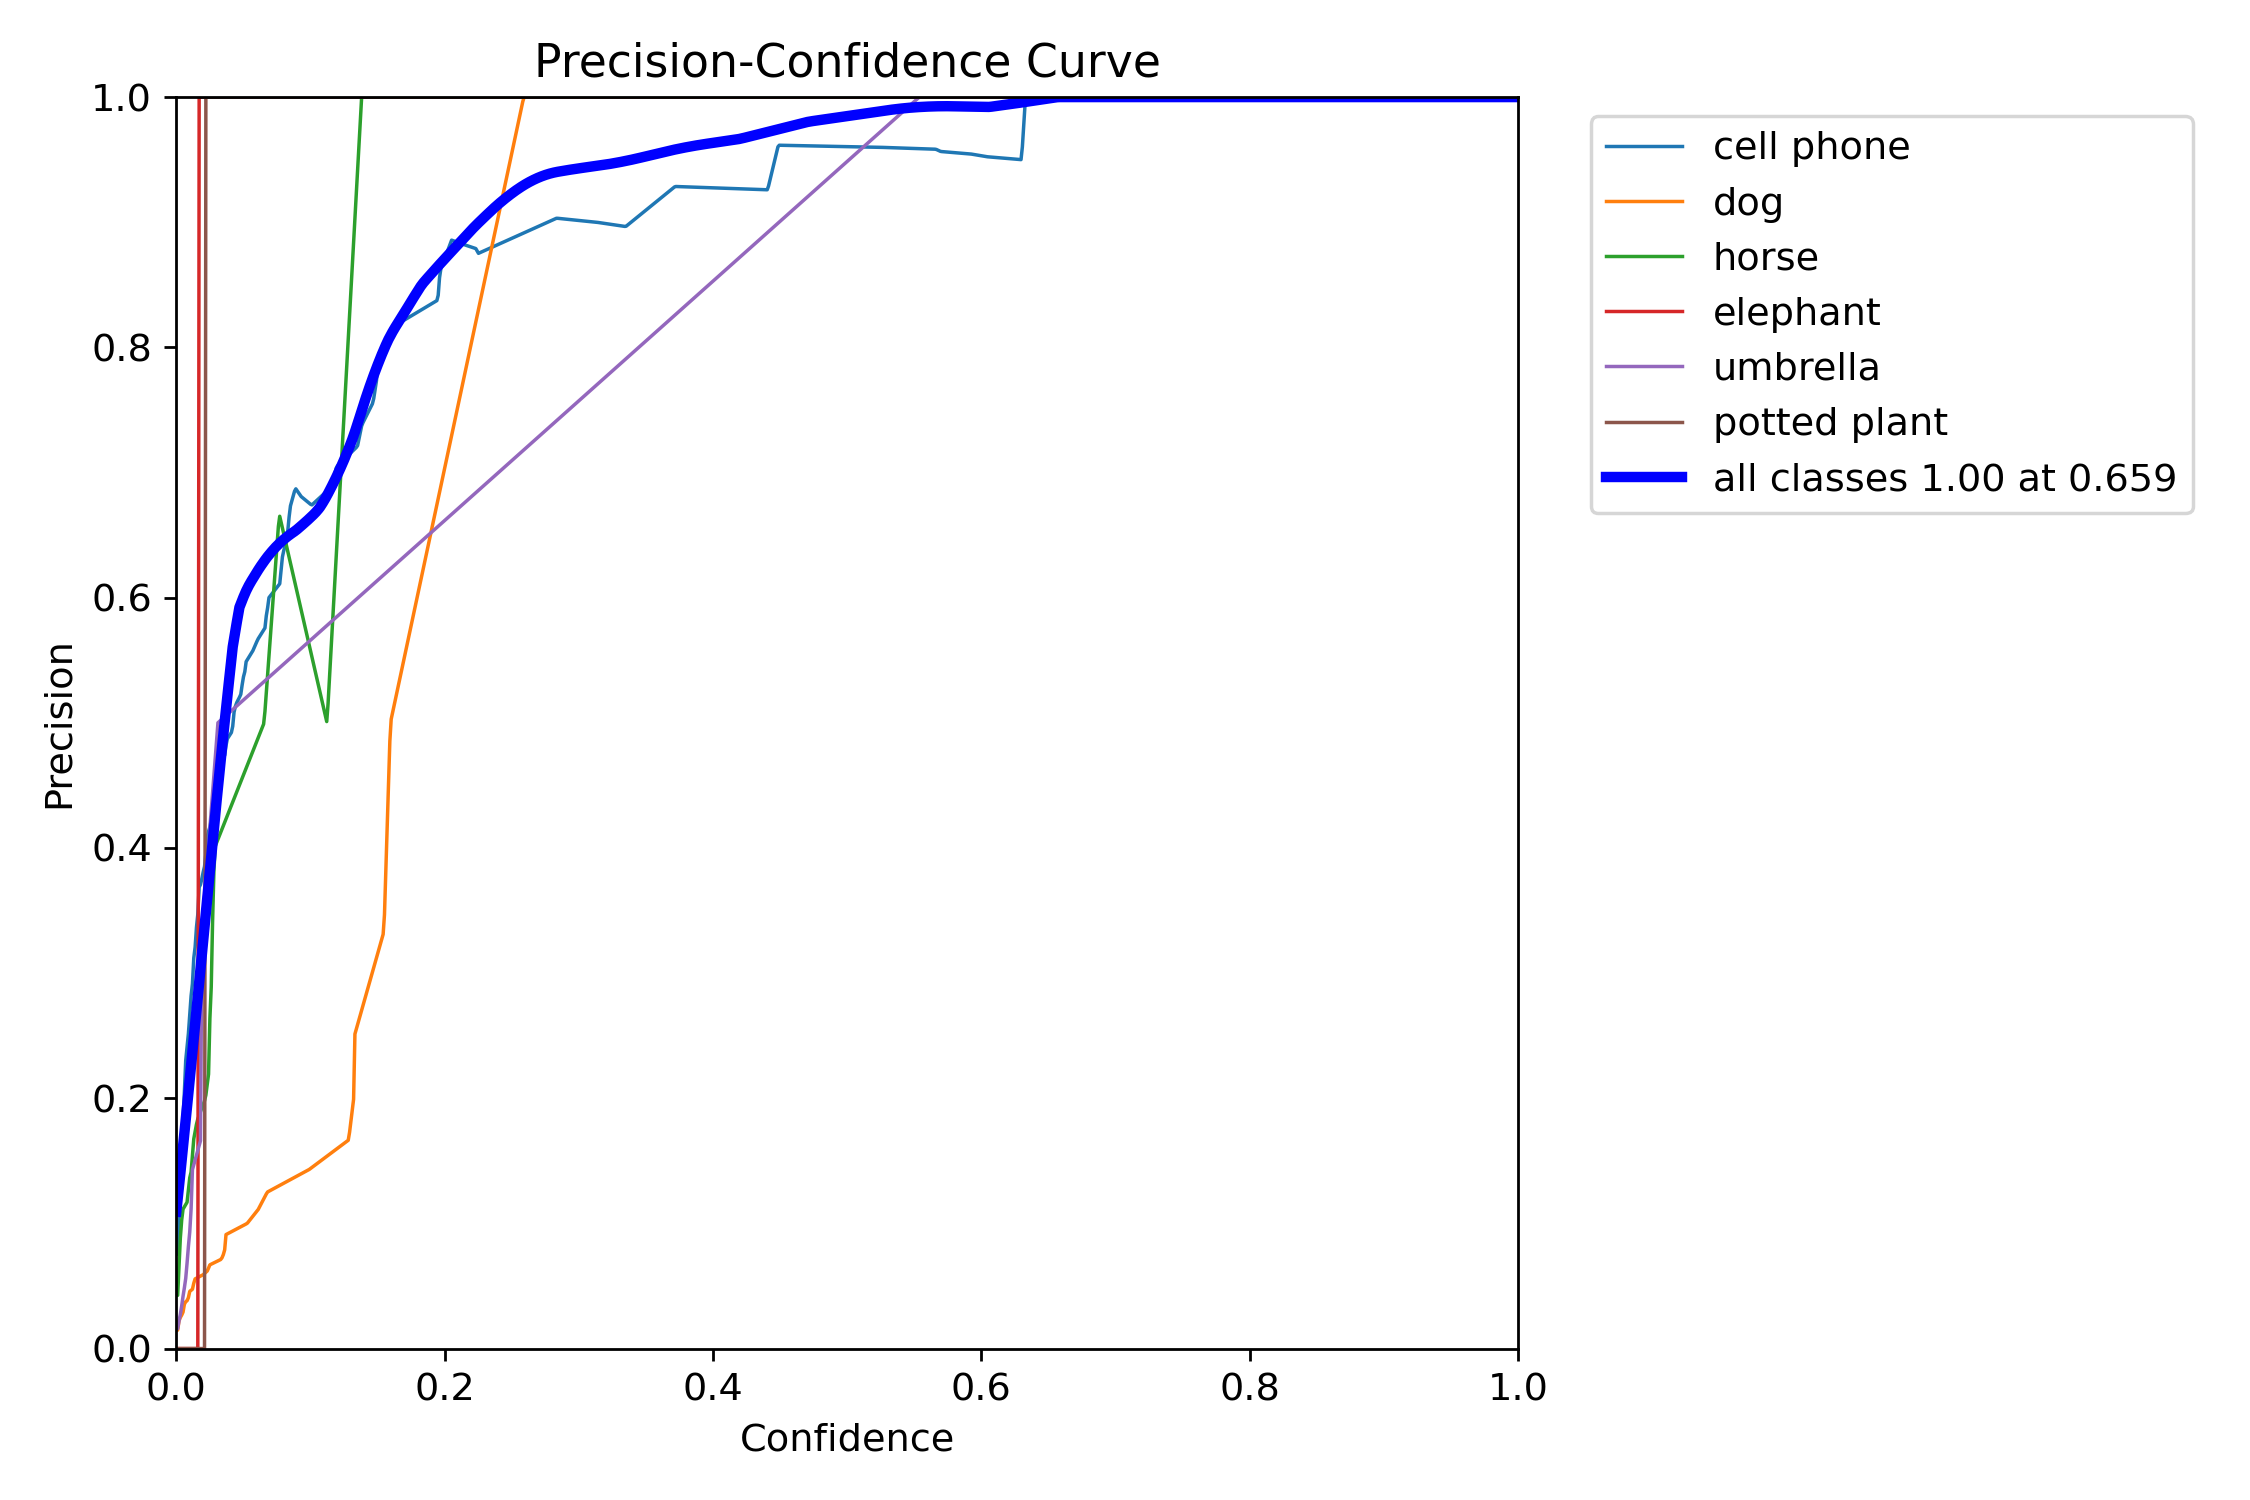 Precision-Confidence Curve
1.0
0.8
0.6
0.4
0.2
0.0
Precision
0.0 0.2 0.4 0.6 0.8 1.0
Confidence
cell phone
dog
horse
elephant
umbrella
potted plant
all classes 1.00 at 0.659